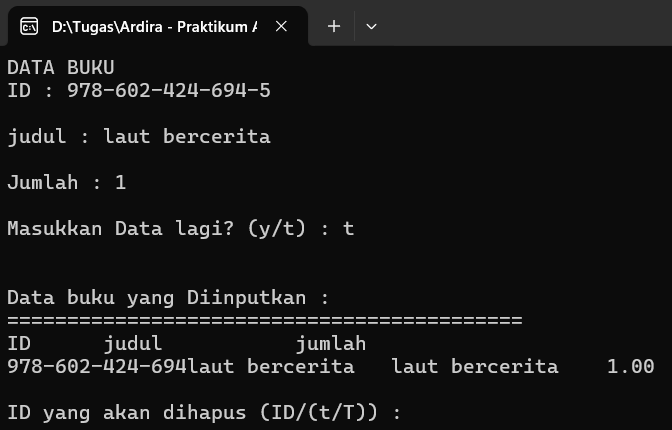 D:\Tugas\Ardira - Praktikum A
DATA BUKU
ID : 978-602-424-694-5
judul : laut bercerita
Jumlah : 1
Masukkan Data lagi? (y/t) : t
Data buku yang Diinputkan :
===========================================
ID      judul           jumlah
978-602-424-694laut bercerita   laut bercerita    1.00
ID yang akan dihapus (ID/(t/T)) :